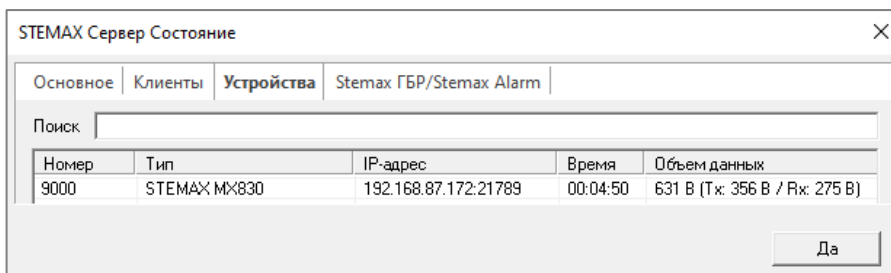 STEMAX Сервер Состояние
Основное Клиенты Устройства Stemax ГБР/Stemax Alarm
Поиск
Номер Тип IP-адрес Время Объем данных
9000 STEMAX MX830 192.168.87.172:21789 00:04:50 631 B (Tx: 356 B / Rx: 275 B)
Да